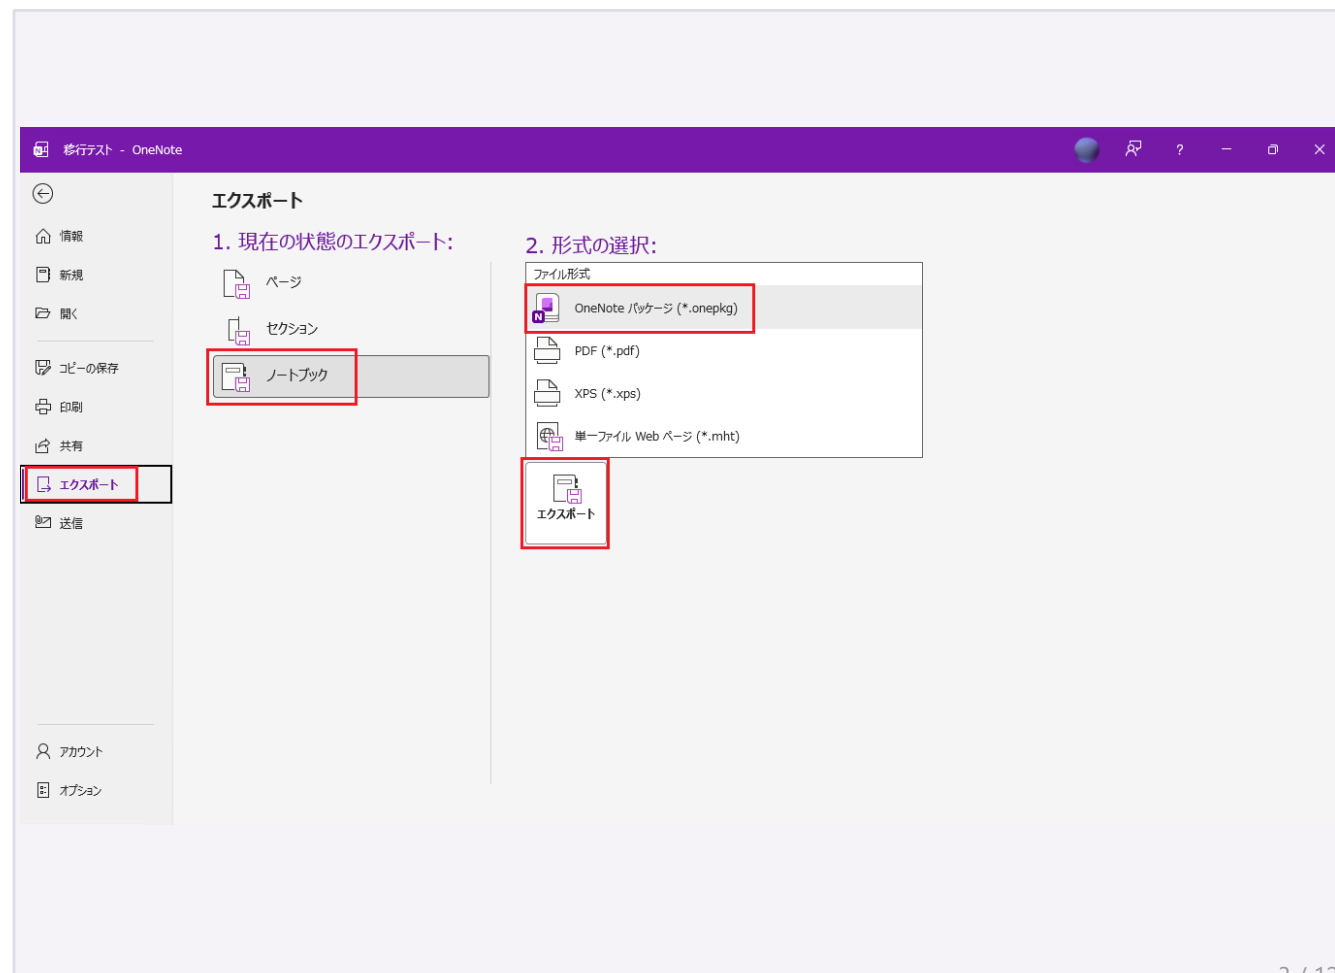 移行テスト - OneNote
?
エクスポート
情報
新規
開く
コピーの保存
印刷
共有
エクスポート
送信
アカウント
オプション
1. 現在の状態のエクスポート:
ページ
セクション
ノートブック
2. 形式の選択:
ファイル形式
OneNote パッケージ (*.onepkg)
PDF (*.pdf)
XPS (*.xps)
単一ファイル Web ページ (*.mht)
エクスポート